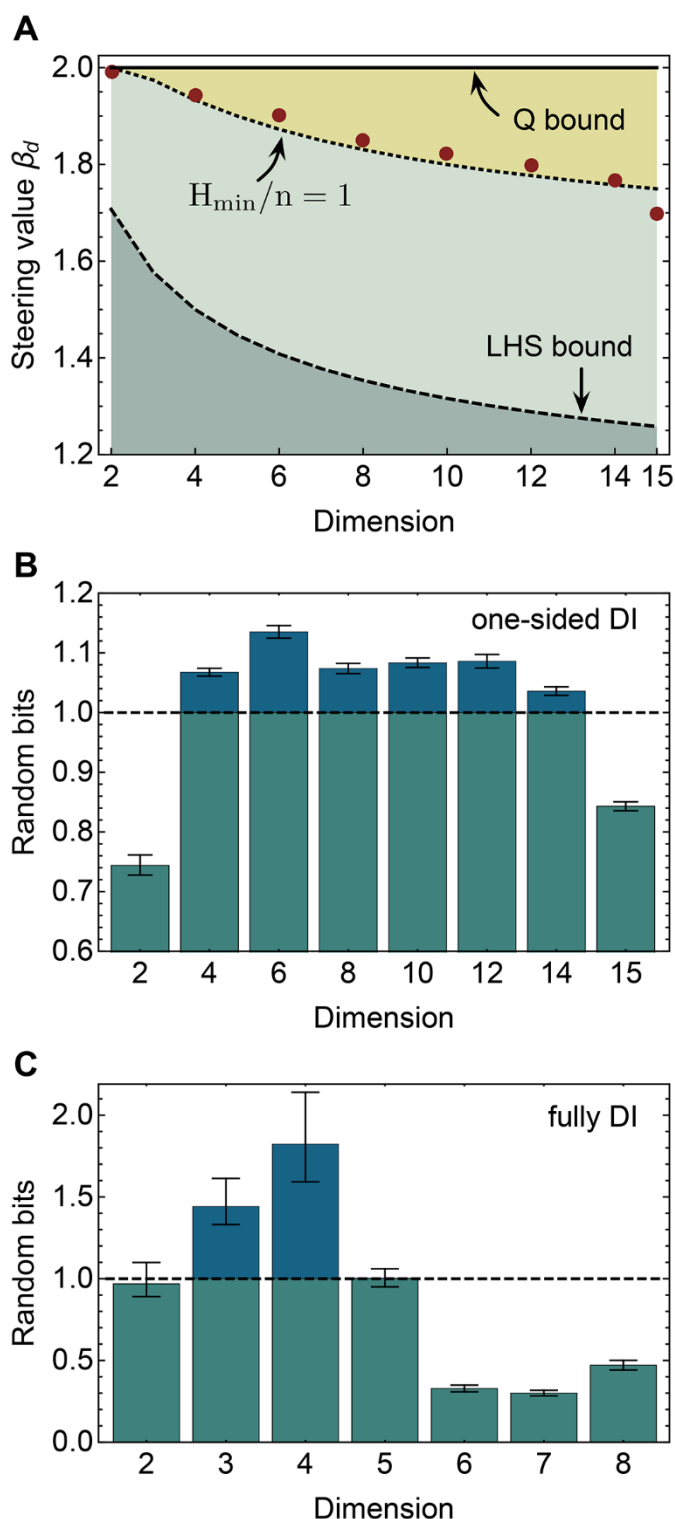 A
2.0
Q bound
1.8
H_min/n = 1
Steering value β_d
1.6
LHS bound
1.4
1.2
2 4 6 8 10 12 14 15
Dimension
B
1.2
one-sided DI
1.1
1.0
Random bits
0.9
0.8
0.7
0.6
2 4 6 8 10 12 14 15
Dimension
C
2.0
fully DI
1.5
Random bits
1.0
0.5
0.0
2 3 4 5 6 7 8
Dimension